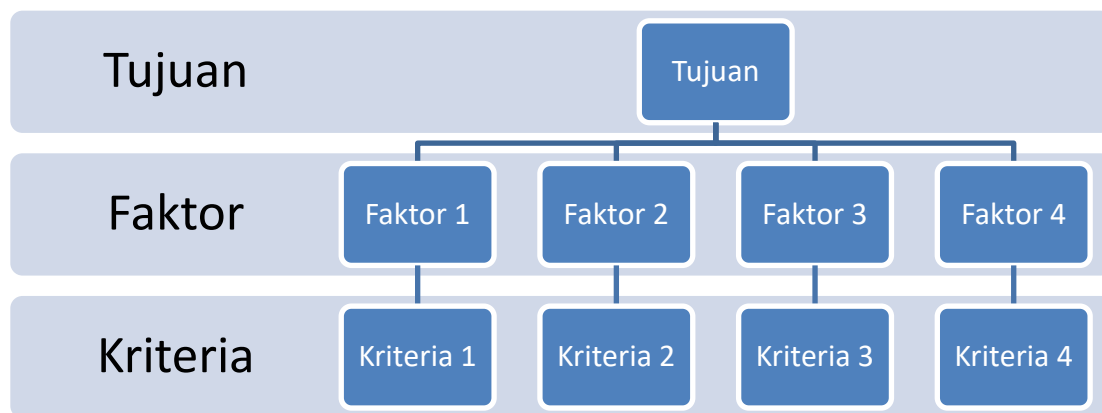 Tujuan
Tujuan
Faktor
Faktor 1
Faktor 2
Faktor 3
Faktor 4
Kriteria
Kriteria 1
Kriteria 2
Kriteria 3
Kriteria 4